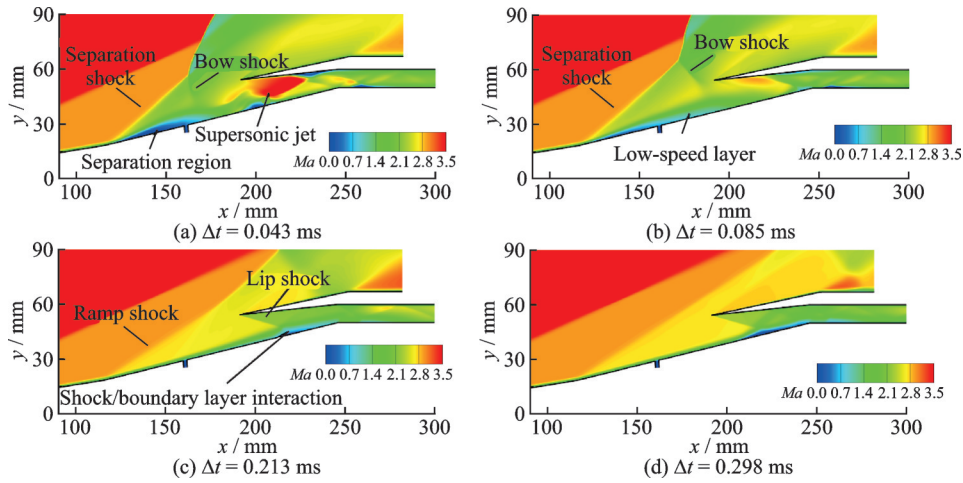 90
60
30
0
y / mm
Separation
shock
Bow shock
Supersonic jet
Separation region
Ma 0.0 0.7 1.4 2.1 2.8 3.5
100 150 200 250 300
x / mm
(a) Δt = 0.043 ms
90
60
30
0
y / mm
Separation
shock
Bow shock
Low-speed layer
Ma 0.0 0.7 1.4 2.1 2.8 3.5
100 150 200 250 300
x / mm
(b) Δt = 0.085 ms
90
60
30
0
y / mm
Ramp shock
Lip shock
Shock/boundary layer interaction
Ma 0.0 0.7 1.4 2.1 2.8 3.5
100 150 200 250 300
x / mm
(c) Δt = 0.213 ms
90
60
30
0
y / mm
Ma 0.0 0.7 1.4 2.1 2.8 3.5
100 150 200 250 300
x / mm
(d) Δt = 0.298 ms